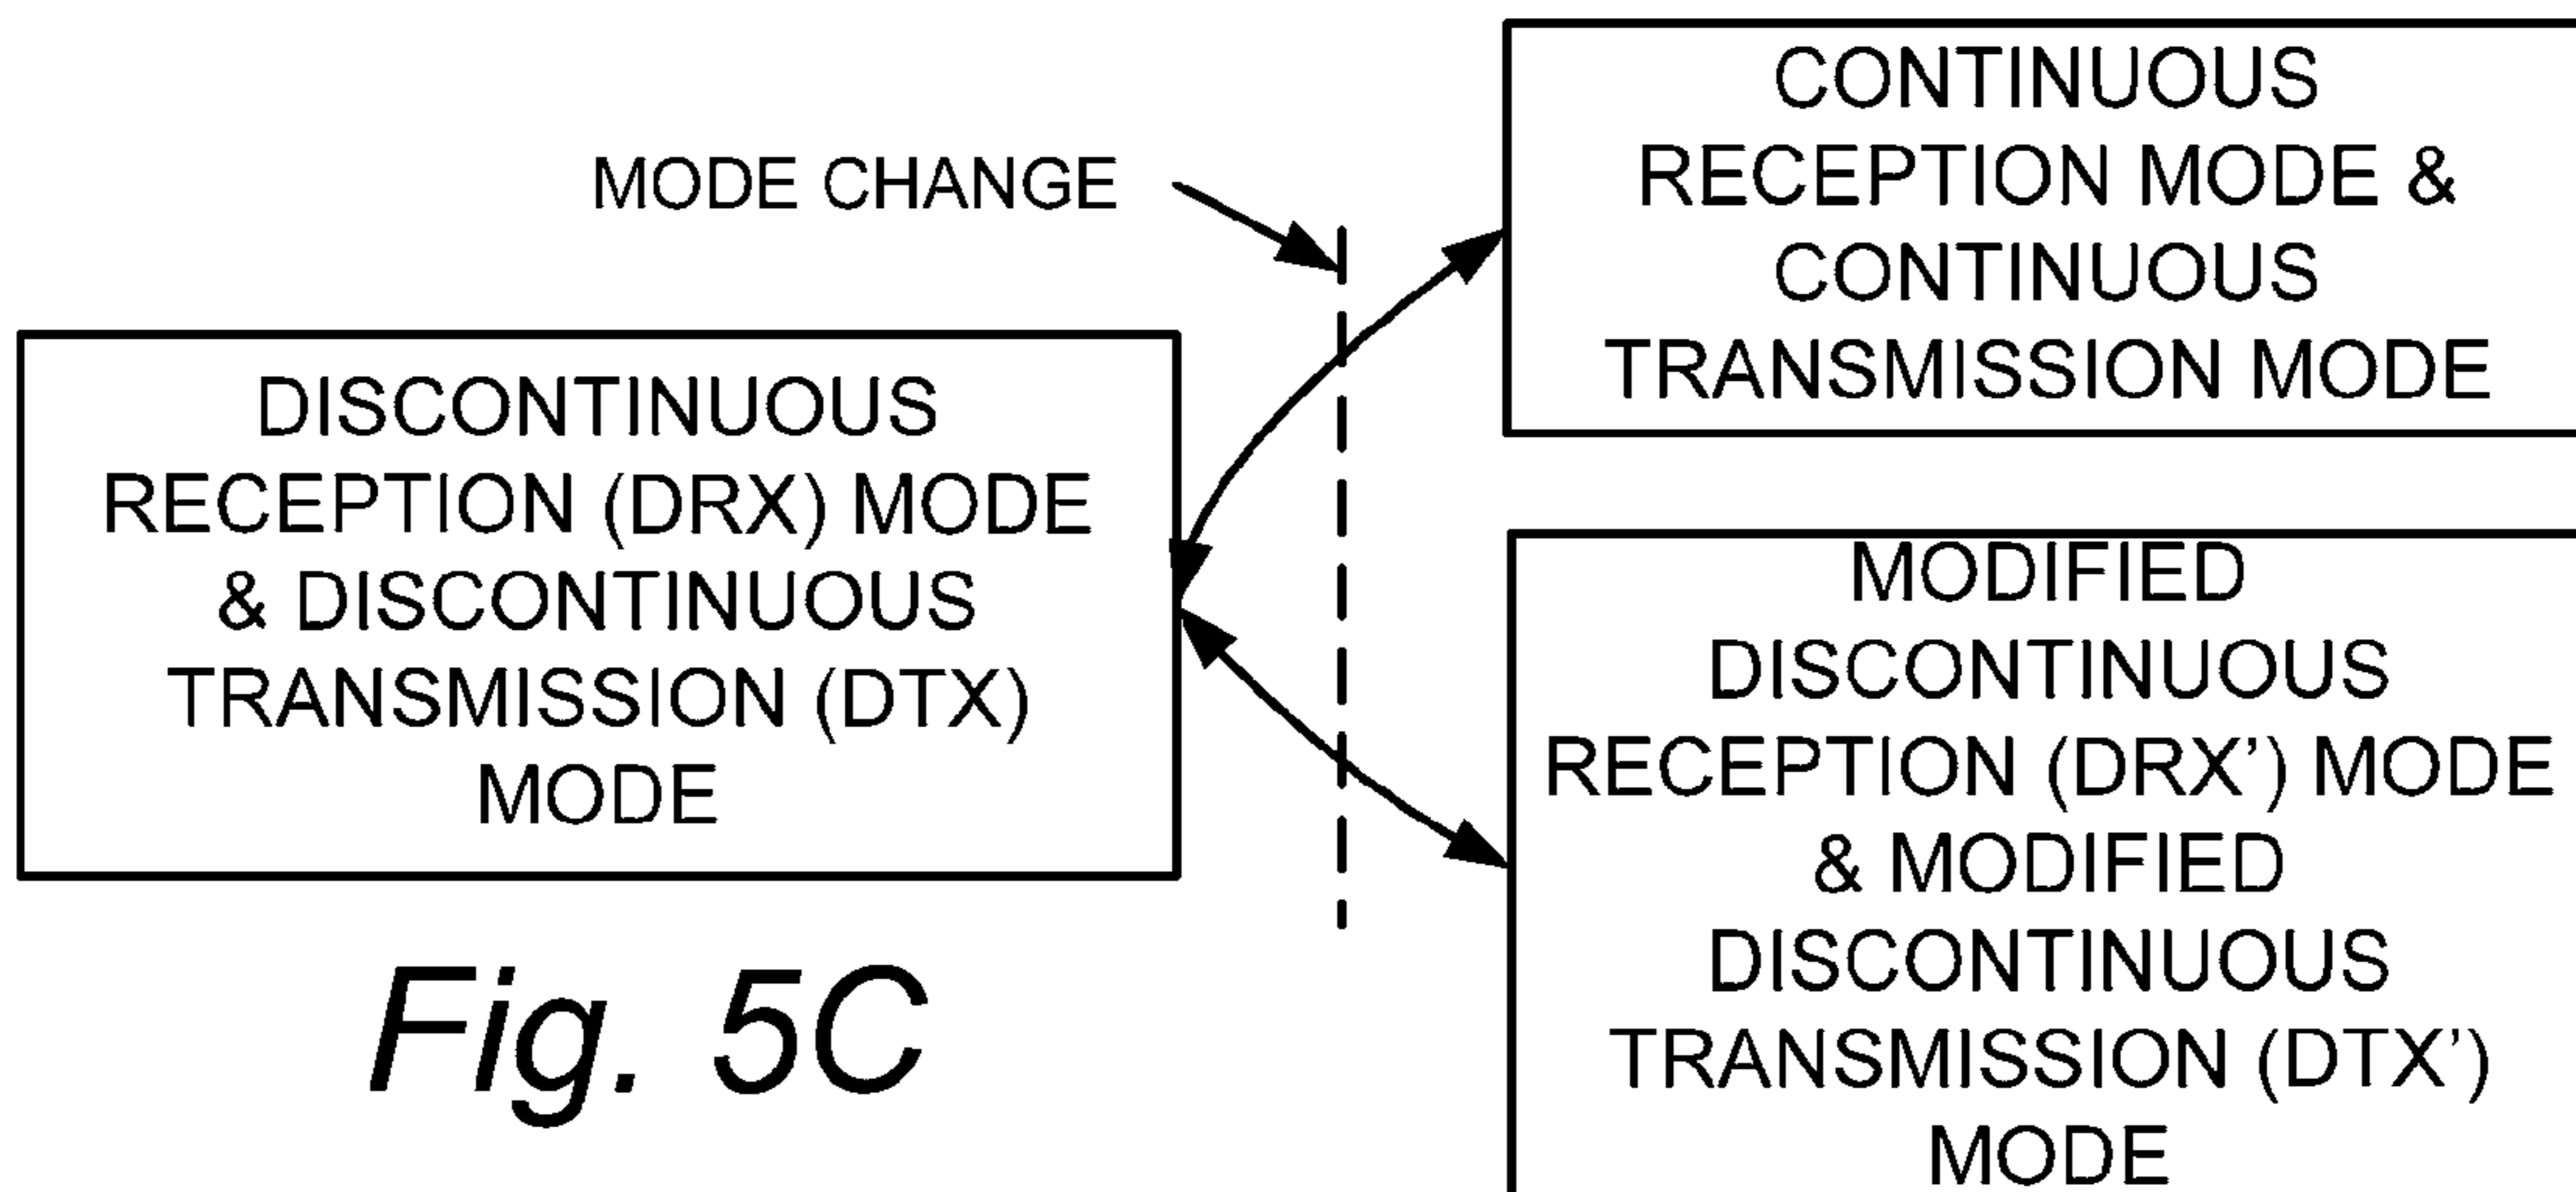 MODE CHANGE
DISCONTINUOUS
RECEPTION (DRX) MODE
& DISCONTINUOUS
TRANSMISSION (DTX)
MODE
CONTINUOUS
RECEPTION MODE &
CONTINUOUS
TRANSMISSION MODE
MODIFIED
DISCONTINUOUS
RECEPTION (DRX’) MODE
& MODIFIED
DISCONTINUOUS
TRANSMISSION (DTX’)
MODE
Fig. 5C